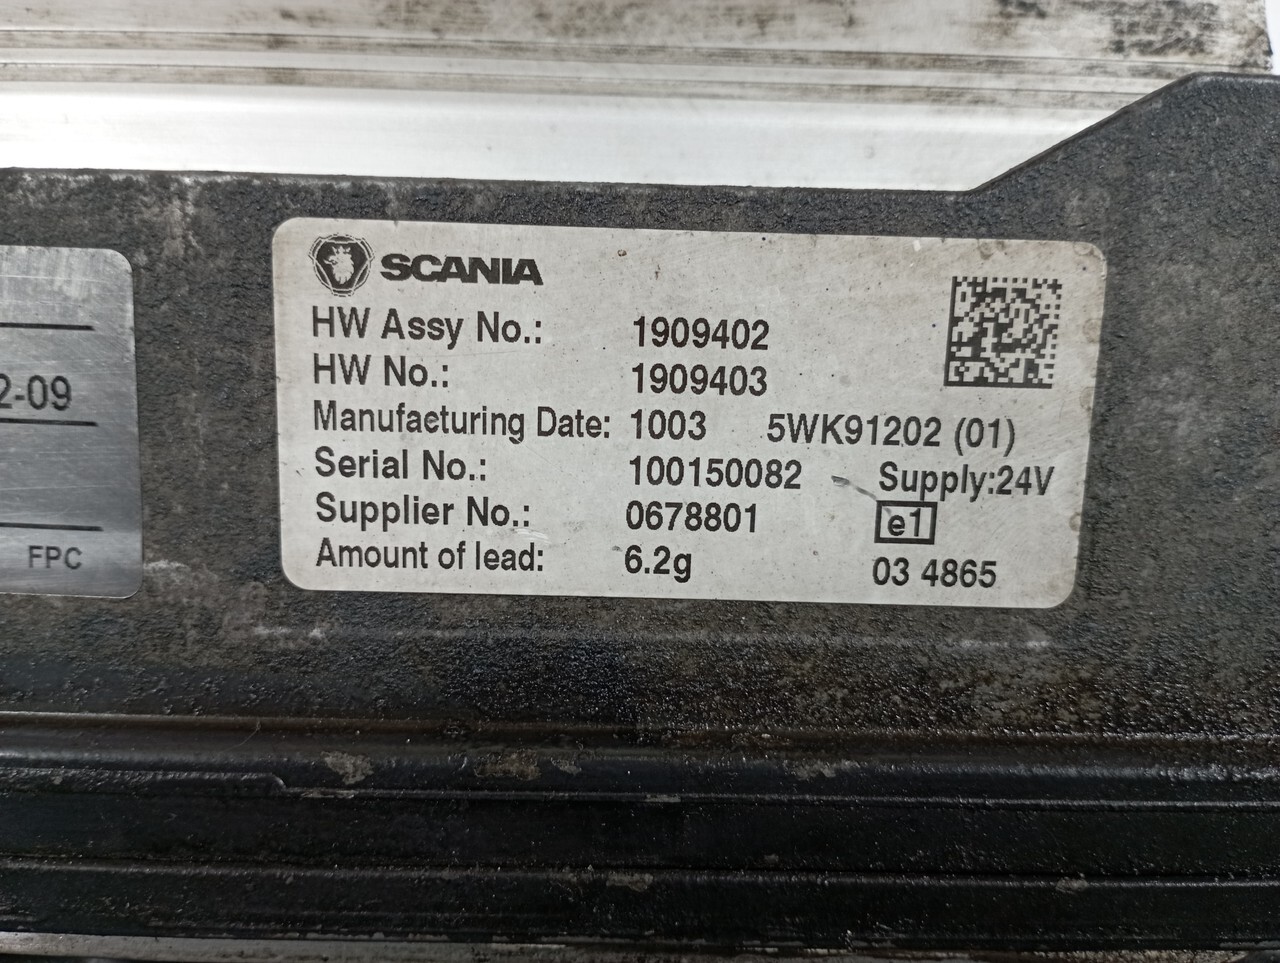 SCANIA
HW Assy No.: 1909402
HW No.: 1909403
Manufacturing Date: 1003 5WK91202 (01)
Serial No.: 100150082 Supply:24V
Supplier No.: 0678801 e1
Amount of lead: 6.2g 03 4865
2-09
FPC